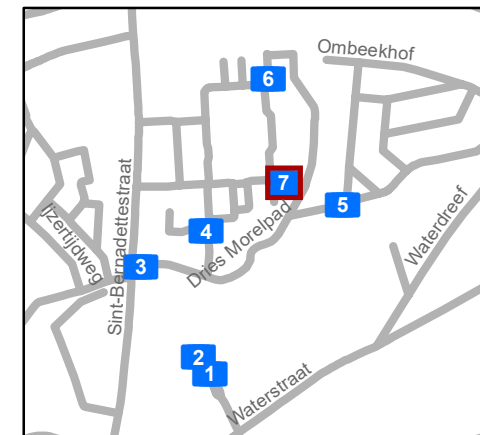 Ombeekhof
6
7
5
Waterdreef
4
Dries Morelpad
3
IJzertijdweg
Sint-Bernadettestraat
2
1
Waterstraat